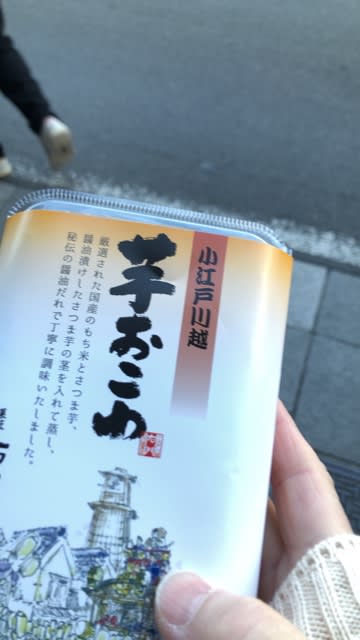 小江戸川越
芋おこわ
厳選された国産のもち米とさつま芋、
醤油漬けしたさつま芋の茎を入れて蒸し、
秘伝の醤油だれで丁寧に調味いたしました。